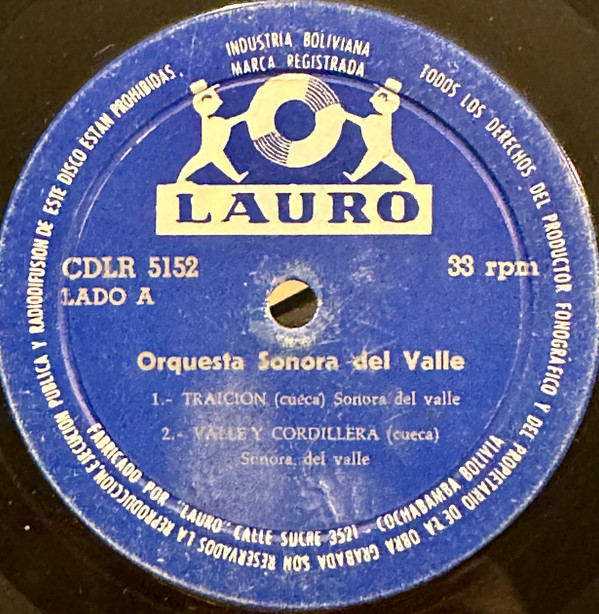 INDUSTRIA BOLIVIANA
MARCA REGISTRADA
TODOS LOS DERECHOS DEL PRODUCTOR FONOGRAFICO Y DEL PROPIETARIO DE LA OBRA GRABADA SON RESERVADOS LA REPRODUCCION, EJECUCION PUBLICA Y RADIODIFUSION DE ESTE DISCO ESTAN PROHIBIDAS
LAURO
CDLR 5152
33 rpm
LADO A
Orquesta Sonora del Valle
1.- TRAICION (cueca) Sonora del valle
2.- VALLE Y CORDILLERA (cueca)
Sonora del valle
FABRICADO POR "LAURO" CALLE SUCRE 3521 - COCHABAMBA BOLIVIA